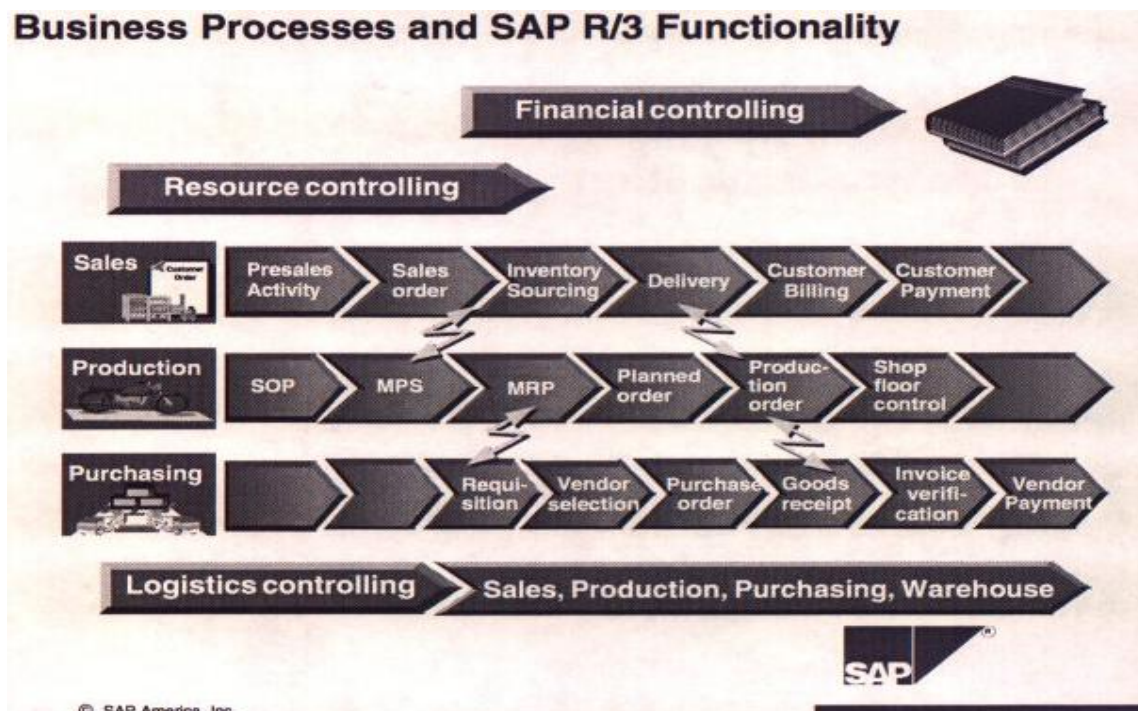 Business Processes and SAP R/3 Functionality
Financial controlling
Resource controlling
Sales
Customer
Order
Presales
Activity
Sales
order
Inventory
Sourcing
Delivery
Customer
Billing
Customer
Payment
Production
SOP
MPS
MRP
Planned
order
Produc-
tion
order
Shop
floor
control
Purchasing
Requi-
sition
Vendor
selection
Purchase
order
Goods
receipt
Invoice
verifi-
cation
Vendor
Payment
Logistics controlling
Sales, Production, Purchasing, Warehouse
SAP ®
© SAP America, Inc.